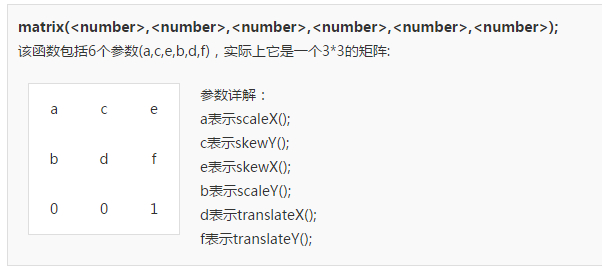 matrix(<number>,<number>,<number>,<number>,<number>,<number>);
该函数包括6个参数(a,c,e,b,d,f)，实际上它是一个3*3的矩阵:
a c e
b d f
0 0 1
参数详解：
a表示scaleX();
c表示skewY();
e表示skewX();
b表示scaleY();
d表示translateX();
f表示translateY();